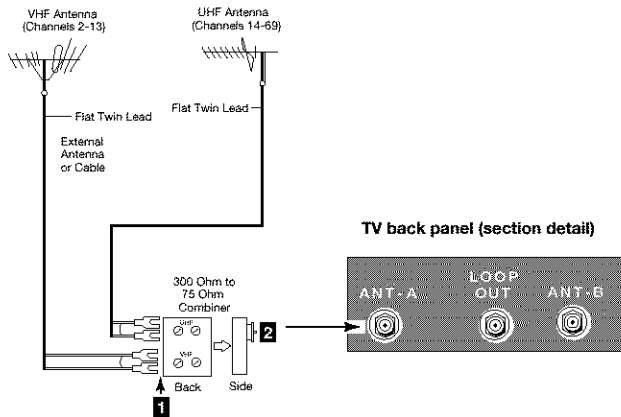 VHF Antenna
(Channels 2-13)
UHF Antenna
(Channels 14-69)
Flat Twin Lead
Flat Twin Lead
External
Antenna
or Cable
TV back panel (section detail)
300 Ohm to
75 Ohm
Combiner
UHF
VHF
2
Back
Side
1
ANT-A
LOOP
OUT
ANT-B